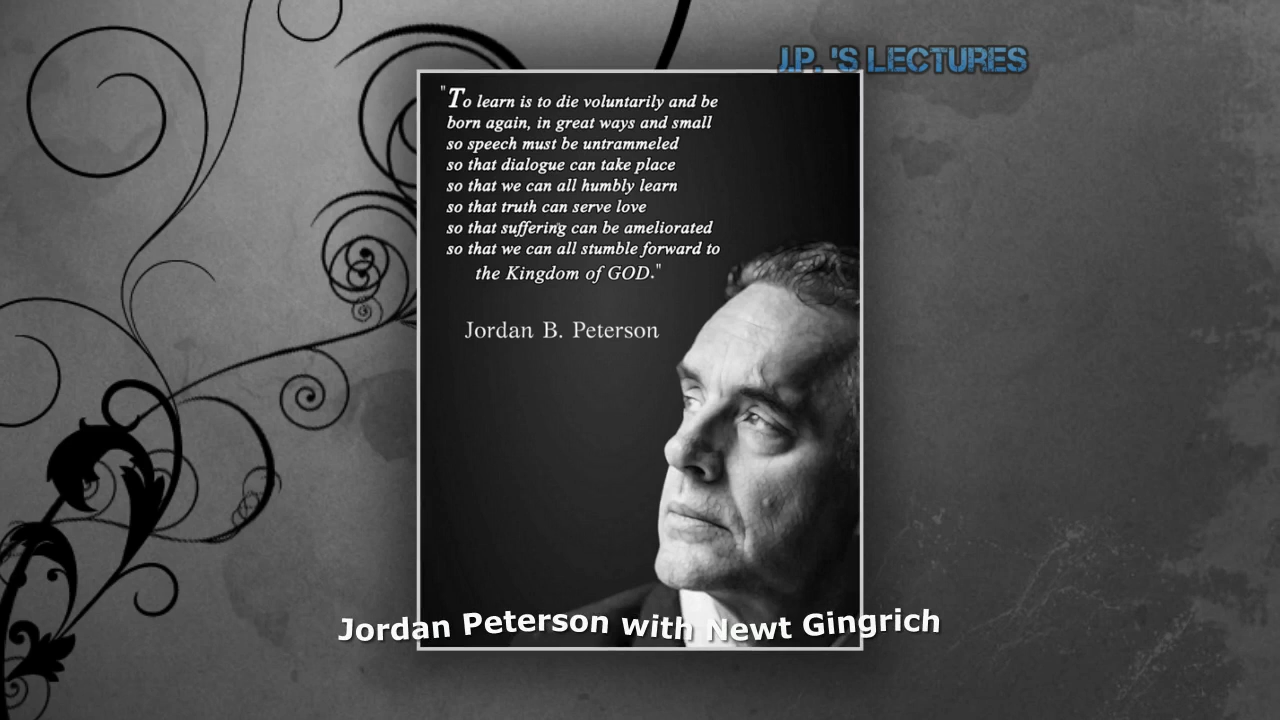 J.P. 'S LECTURES
"To learn is to die voluntarily and be
born again, in great ways and small
so speech must be untrammeled
so that dialogue can take place
so that we can all humbly learn
so that truth can serve love
so that suffering can be ameliorated
so that we can all stumble forward to
the Kingdom of GOD."
Jordan B. Peterson
Jordan Peterson with Newt Gingrich